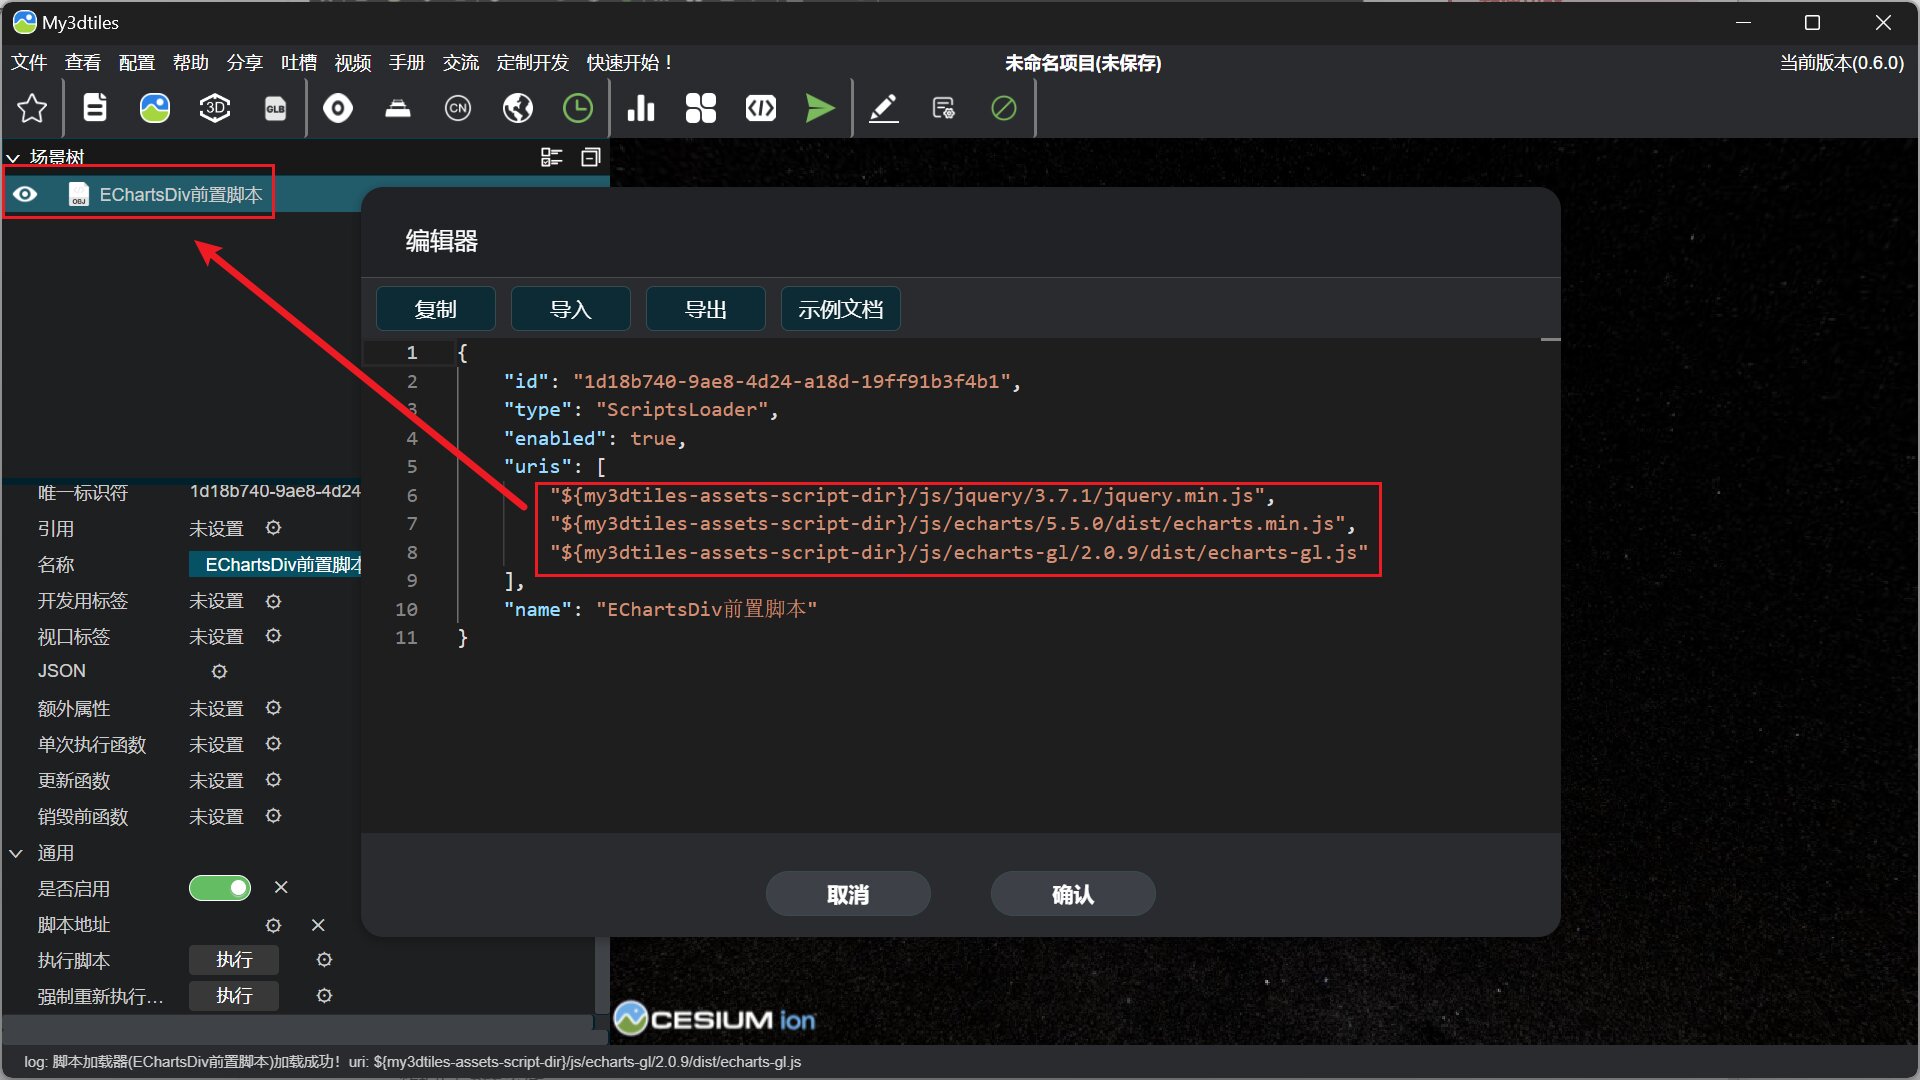 My3dtiles
文件 查看 配置 帮助 分享 吐槽 视频 手册 交流 定制开发 快速开始！ 未命名项目(未保存) 当前版本(0.6.0)
3D GLB CN
场景树
OBJ EChartsDiv前置脚本
编辑器
复制 导入 导出 示例文档
1 {
2 "id": "1d18b740-9ae8-4d24-a18d-19ff91b3f4b1",
3 "type": "ScriptsLoader",
4 "enabled": true,
5 "uris": [
6 "${my3dtiles-assets-script-dir}/js/jquery/3.7.1/jquery.min.js",
7 "${my3dtiles-assets-script-dir}/js/echarts/5.5.0/dist/echarts.min.js",
8 "${my3dtiles-assets-script-dir}/js/echarts-gl/2.0.9/dist/echarts-gl.js"
9 ],
10 "name": "EChartsDiv前置脚本"
11 }
取消 确认
唯一标识符 1d18b740-9ae8-4d24
引用 未设置
名称 EChartsDiv前置脚本
开发用标签 未设置
视口标签 未设置
JSON
额外属性 未设置
单次执行函数 未设置
更新函数 未设置
销毁前函数 未设置
通用
是否启用
脚本地址
执行脚本 执行
强制重新执行... 执行
CESIUM ion
log: 脚本加载器(EChartsDiv前置脚本)加载成功！uri: ${my3dtiles-assets-script-dir}/js/echarts-gl/2.0.9/dist/echarts-gl.js